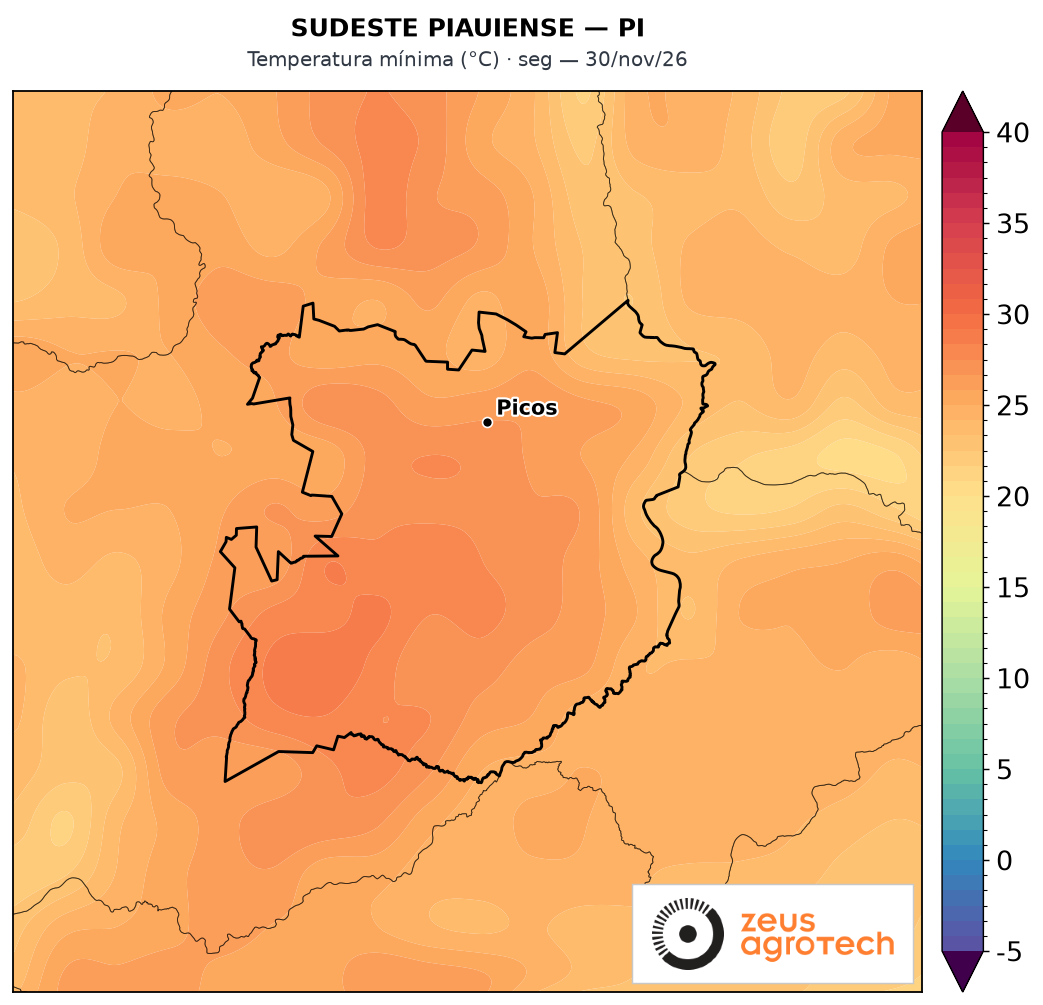 SUDESTE PIAUIENSE — PI
Temperatura mínima (°C) · seg — 30/nov/26
Picos
40
35
30
25
20
15
10
5
0
-5
zeus
agrotech